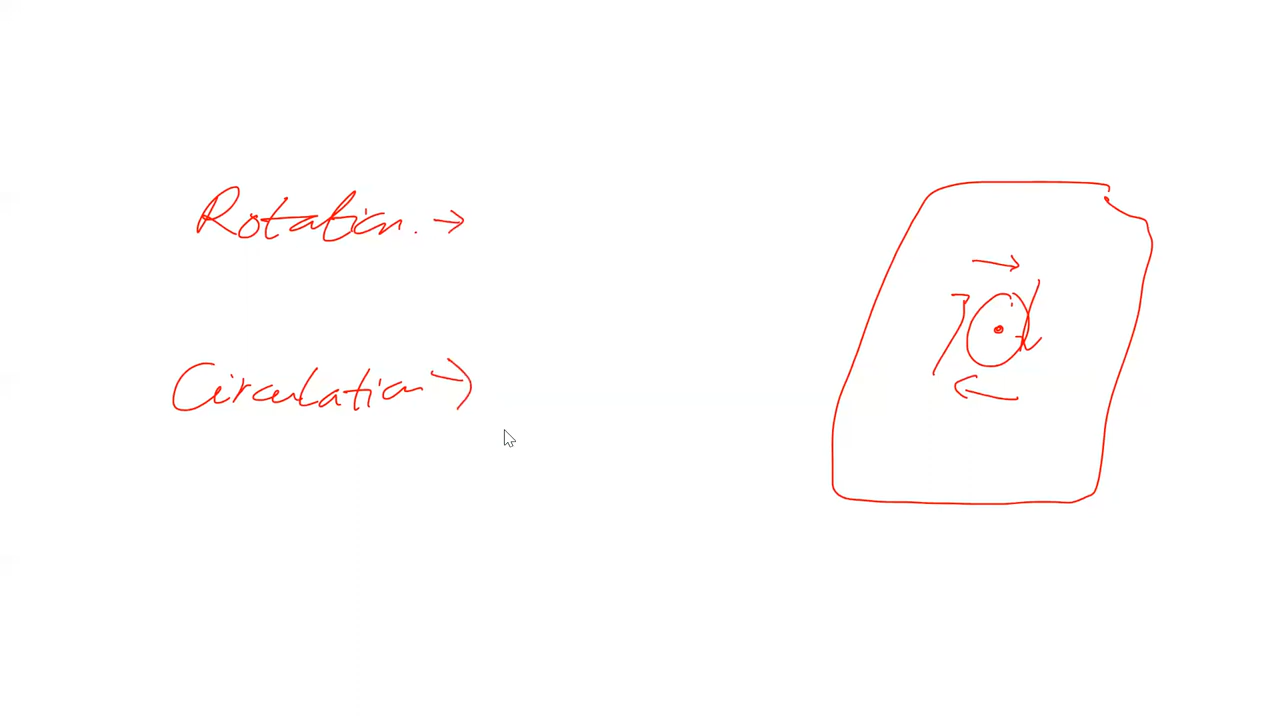 Rotation. →
Circulation →